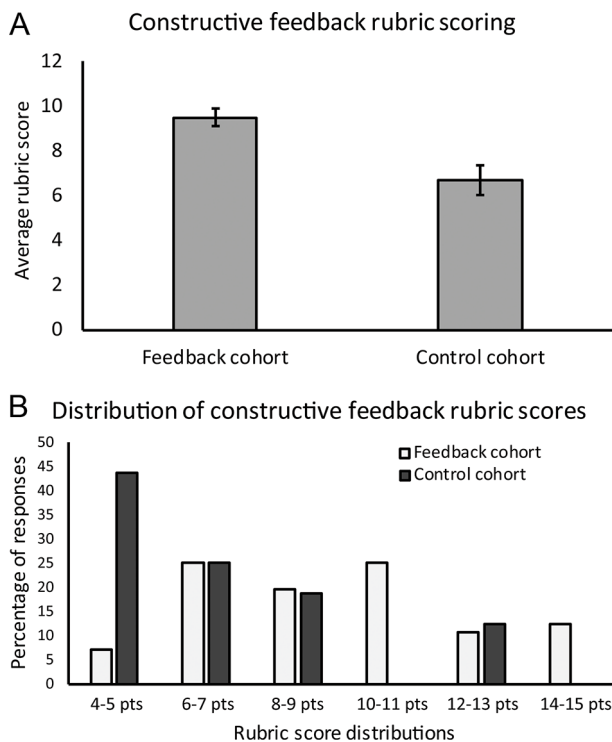 A
Constructive feedback rubric scoring
Average rubric score
12
10
8
6
4
2
0
Feedback cohort
Control cohort
B
Distribution of constructive feedback rubric scores
Percentage of responses
50
45
40
35
30
25
20
15
10
5
0
Feedback cohort
Control cohort
4-5 pts
6-7 pts
8-9 pts
10-11 pts
12-13 pts
14-15 pts
Rubric score distributions